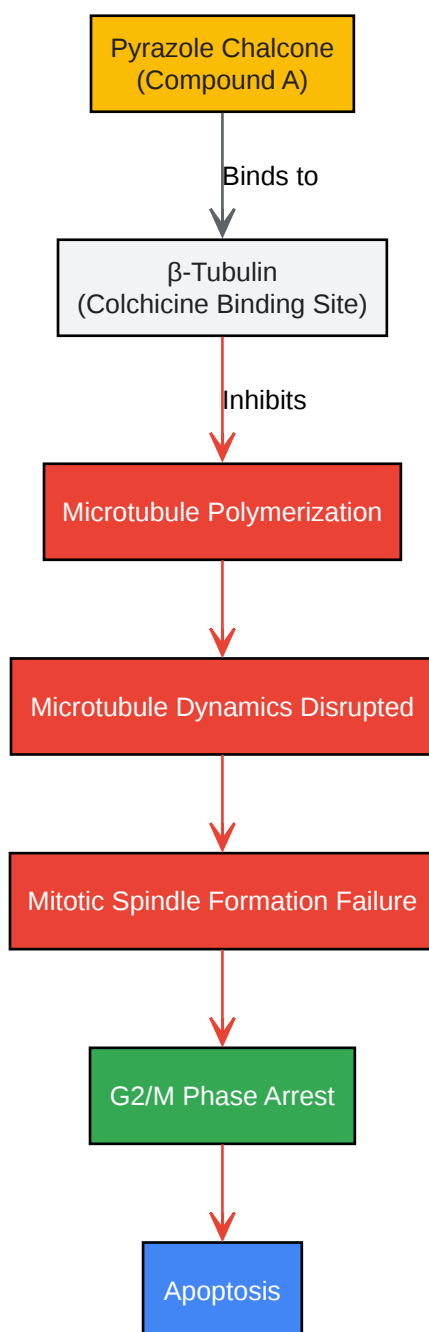 Pyrazole Chalcone
(Compound A)
Binds to
β-Tubulin
(Colchicine Binding Site)
Inhibits
Microtubule Polymerization
Microtubule Dynamics Disrupted
Mitotic Spindle Formation Failure
G2/M Phase Arrest
Apoptosis